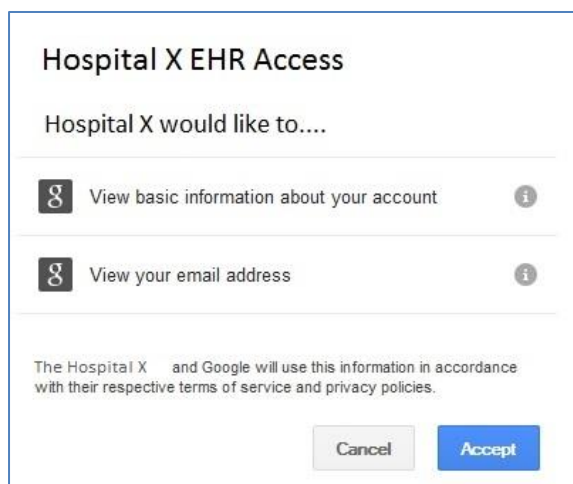 Hospital X EHR Access
Hospital X would like to....
g View basic information about your account i
g View your email address i
The Hospital X and Google will use this information in accordance
with their respective terms of service and privacy policies.
Cancel Accept